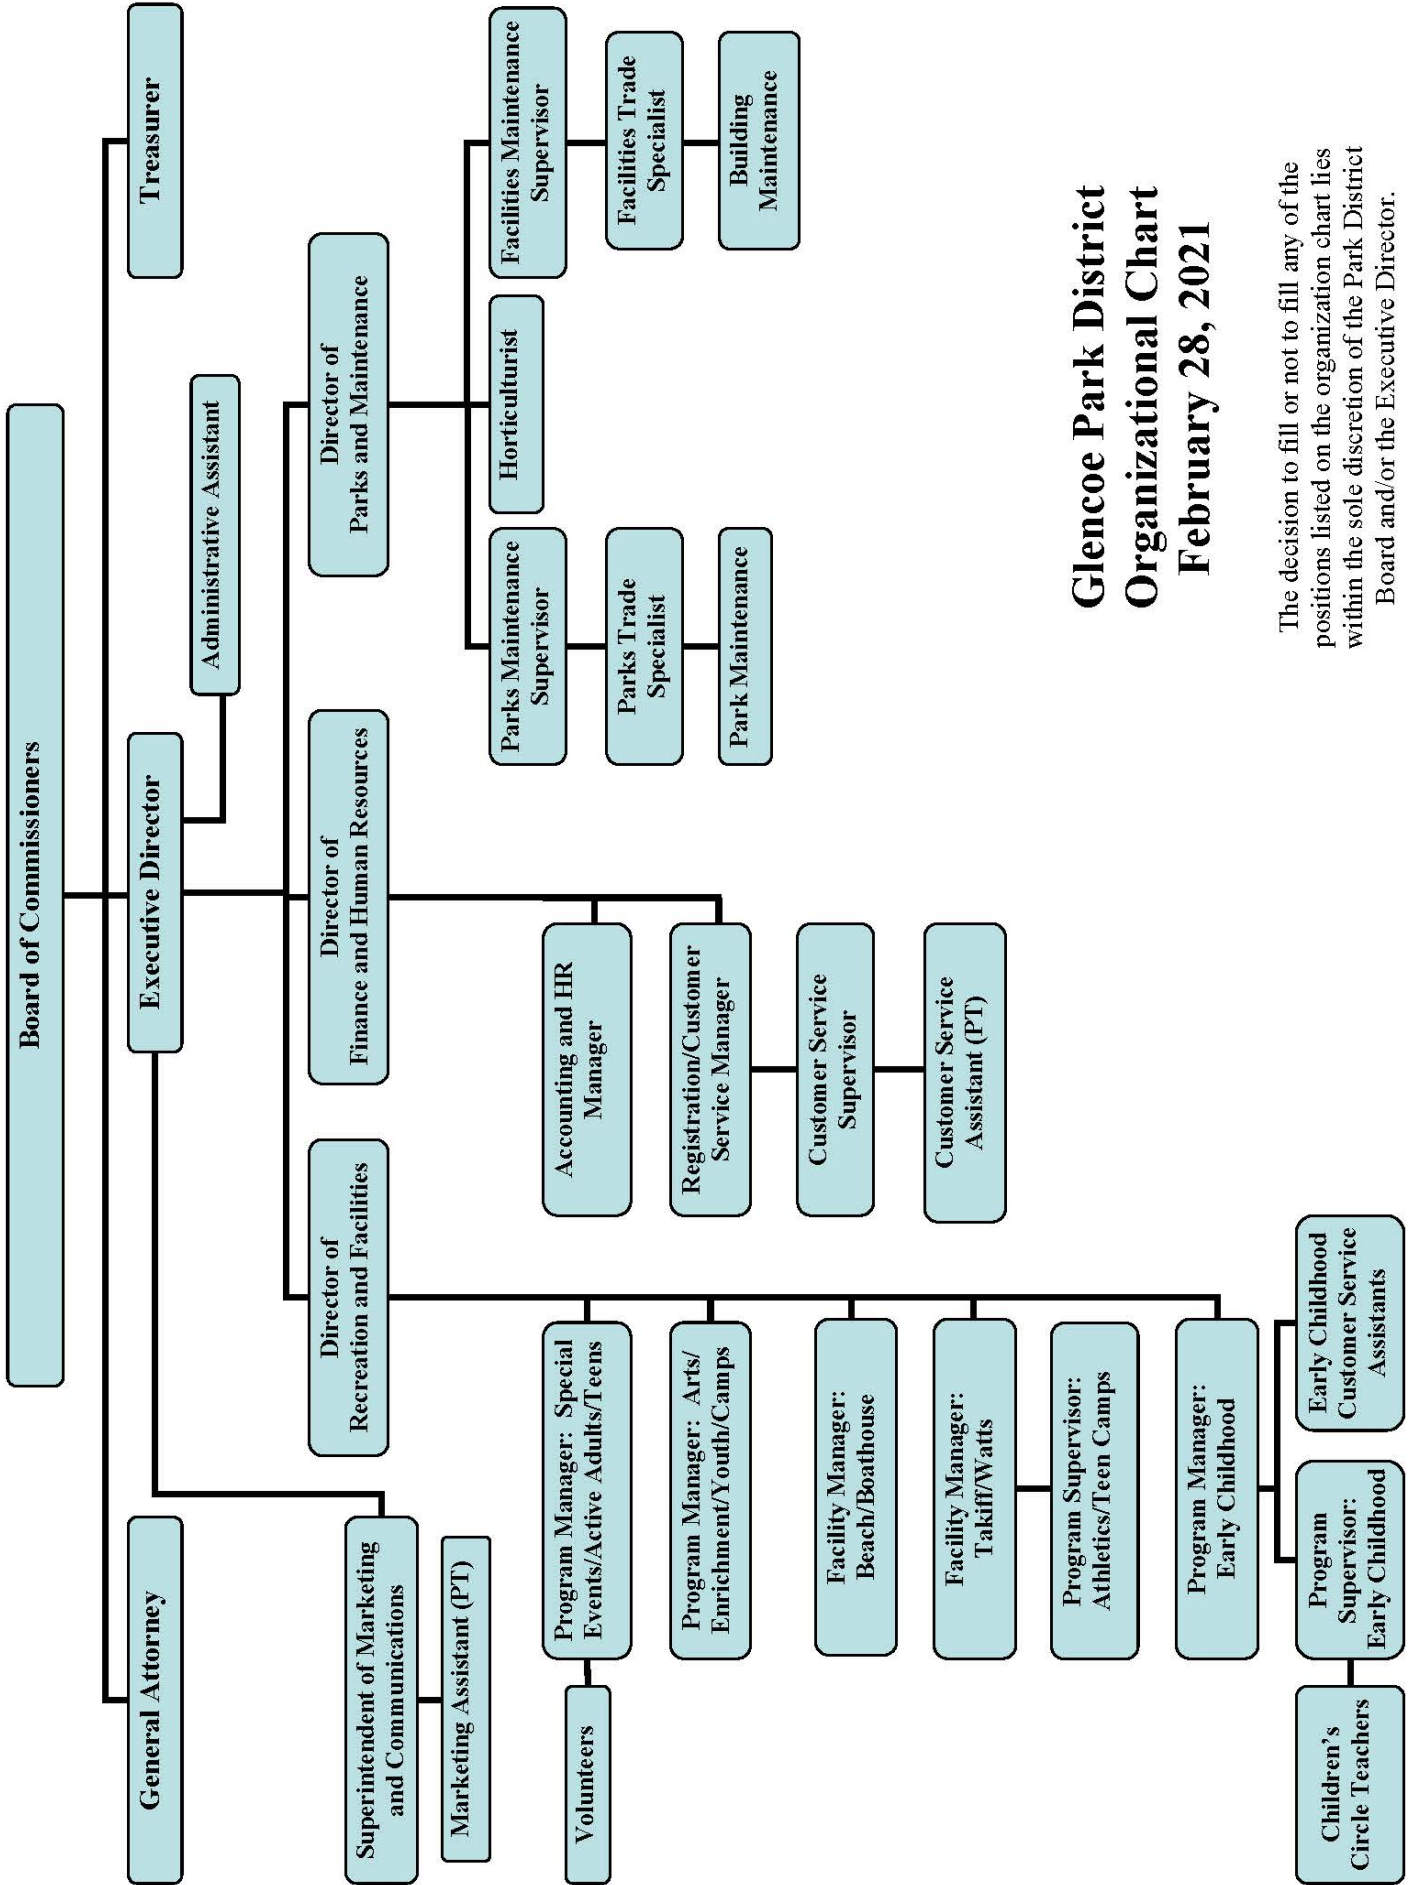 Board of Commissioners
General Attorney
Executive Director
Treasurer
Administrative Assistant
Superintendent of Marketing
and Communications
Marketing Assistant (PT)
Director of
Recreation and Facilities
Director of
Finance and Human Resources
Director of
Parks and Maintenance
Volunteers
Program Manager: Special
Events/Active Adults/Teens
Program Manager: Arts/
Enrichment/Youth/Camps
Facility Manager:
Beach/Boathouse
Facility Manager:
Takiff/Watts
Program Supervisor:
Athletics/Teen Camps
Program Manager:
Early Childhood
Children’s
Circle Teachers
Program
Supervisor:
Early Childhood
Early Childhood
Customer Service
Assistants
Accounting and HR
Manager
Registration/Customer
Service Manager
Customer Service
Supervisor
Customer Service
Assistant (PT)
Parks Maintenance
Supervisor
Parks Trade
Specialist
Park Maintenance
Horticulturist
Facilities Maintenance
Supervisor
Facilities Trade
Specialist
Building
Maintenance
Glencoe Park District
Organizational Chart
February 28, 2021
The decision to fill or not to fill any of the
positions listed on the organization chart lies
within the sole discretion of the Park District
Board and/or the Executive Director.